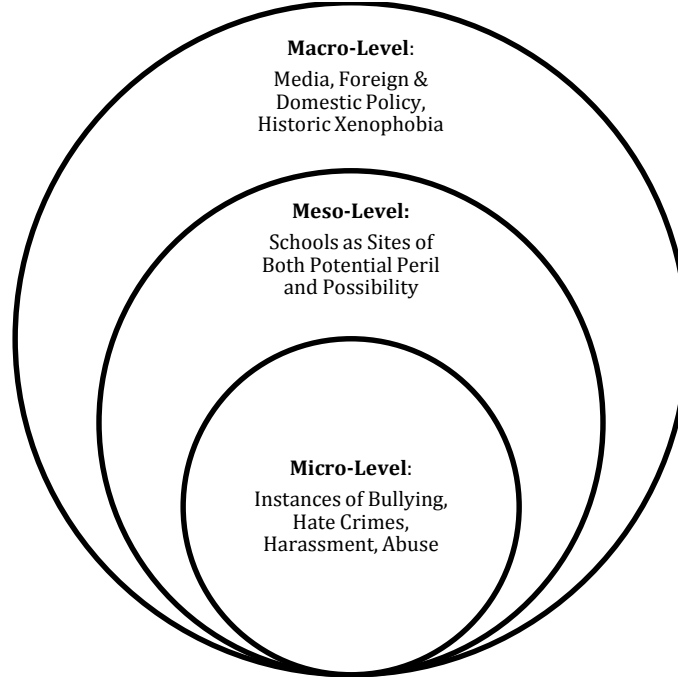 Macro-Level:
Media, Foreign &
Domestic Policy,
Historic Xenophobia
Meso-Level:
Schools as Sites of
Both Potential Peril
and Possibility
Micro-Level:
Instances of Bullying,
Hate Crimes,
Harassment, Abuse